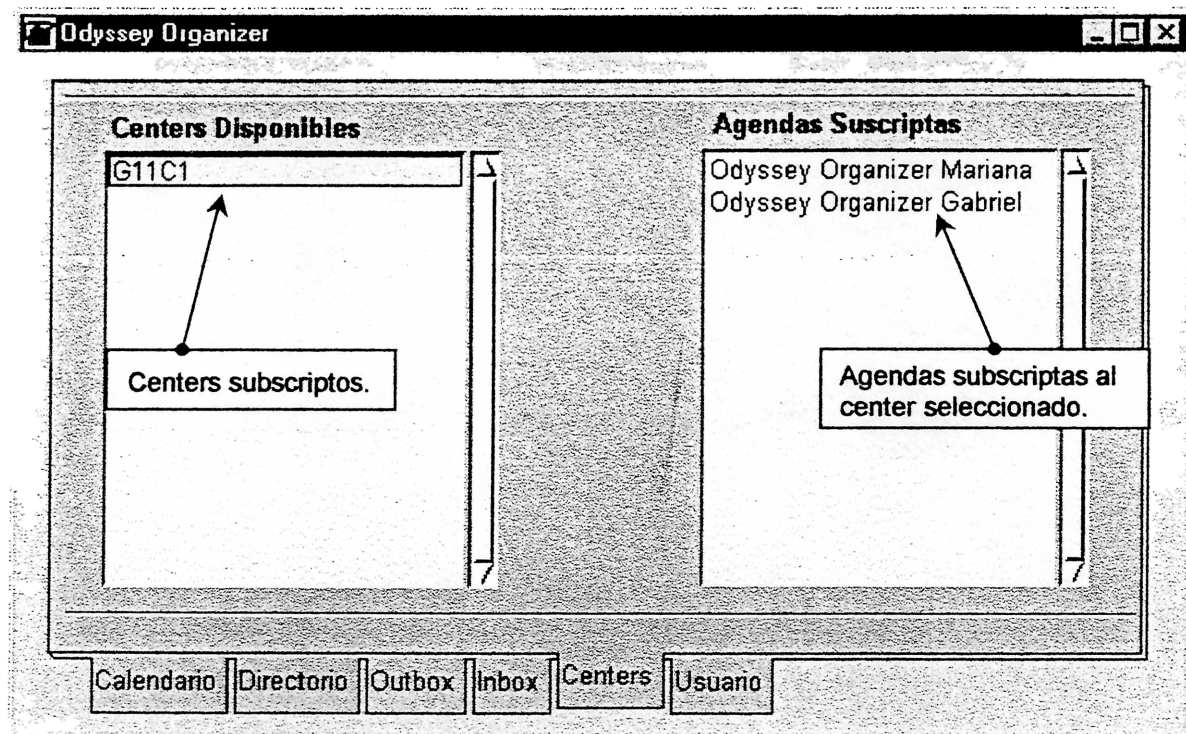 Odyssey Organizer
Centers Disponibles
G11C1
Centers subscriptos.
Agendas Suscriptas
Odyssey Organizer Mariana
Odyssey Organizer Gabriel
Agendas subscriptas al
center seleccionado.
Calendario Directorio Outbox Inbox Centers Usuario